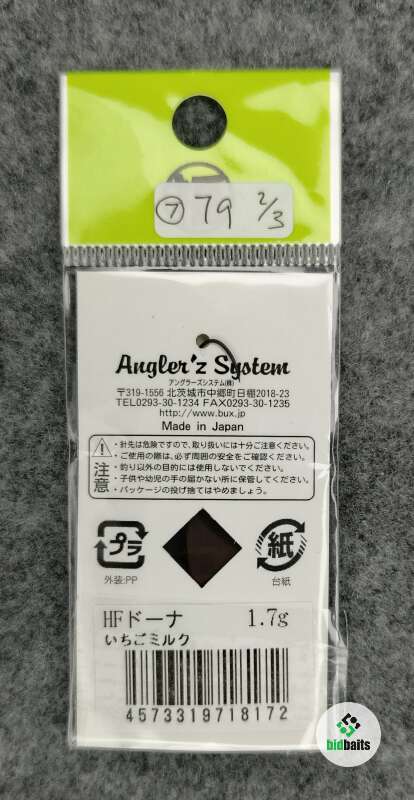 ⑦ 79 2/3
Angler'z System
アングラーズシステム(株)
〒319-1556 北茨城市中郷町日棚2018-23
TEL0293-30-1234 FAX0293-30-1235
http://www.bux.jp
Made in Japan
注意
・針先は危険ですので、取り扱いには十分ご注意ください。
・ご使用の際は、必ず周囲の安全をご確認ください。
・釣り以外の目的には使用しないでください。
・子供や幼児の手の届かない所に保管してください。
・パッケージの投げ捨てはやめましょう。
プラ
外装:PP
紙
台紙
HFドーナ 1.7g
いちごミルク
4573319718172
bidbaits